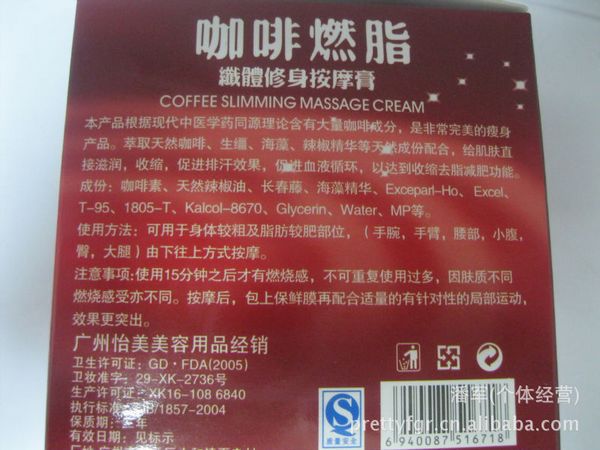 咖啡燃脂
纖體修身按摩膏
COFFEE SLIMMING MASSAGE CREAM
本产品根据现代中医学药同源理论含有大量咖啡成分，是非常完美的瘦身
产品。萃取天然咖啡、生缰、海藻、辣椒精华等天然成份配合，给肌肤直
接滋润，收缩，促进排汗效果，促进血液循环，以达到收缩去脂减肥功能。
成份：咖啡素、天然辣椒油、长春藤、海藻精华、Exceparl-Ho、Excel、
T-95、1805-T、Kalcol-8670、Glycerin、Water、MP等。
使用方法：可用于身体较粗及脂肪较肥部位，（手腕，手臂，腰部，小腹，
臀，大腿）由下往上方式按摩。
注意事项:使用15分钟之后才有燃烧感，不可重复使用过多，因肤质不同
燃烧感受亦不同。按摩后，包上保鲜膜再配合适量的有针对性的局部运动，
效果更突出。
广州怡美美容用品经销
卫生许可证：GD·FDA(2005)
卫妆准字：29-XK-2736号
生产许可证：XK16-108 6840
执行标准：/1857-2004
保质期：年
有效日期：见标示
质量安全
6 940087 516718
潘军(个体经营)
prettyfgr.cn.alibaba.com